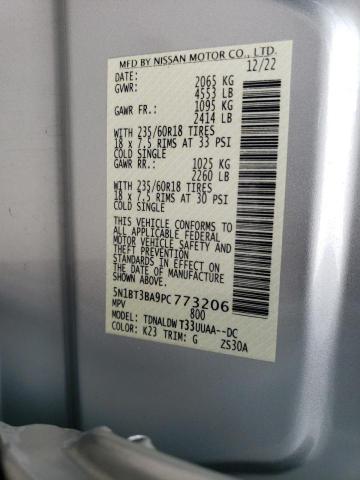 MFD BY NISSAN MOTOR CO., LTD.
DATE: 12/22
GVWR: 2065 KG
4553 LB
GAWR FR.: 1095 KG
2414 LB
WITH 235/60R18 TIRES
18 x 7.5 RIMS AT 33 PSI
COLD SINGLE
GAWR RR.: 1025 KG
2260 LB
WITH 235/60R18 TIRES
18 x 7.5 RIMS AT 30 PSI
COLD SINGLE
THIS VEHICLE CONFORMS TO
ALL APPLICABLE FEDERAL
MOTOR VEHICLE SAFETY AND
THEFT PREVENTION
STANDARDS IN EFFECT ON
THE DATE OF MANUFACTURE
SHOWN ABOVE.
5N1BT3BA9PC773206
MPV 800
MODEL: TDNALDWT33UUAA--DC
COLOR: K23 TRIM: G ZS30A